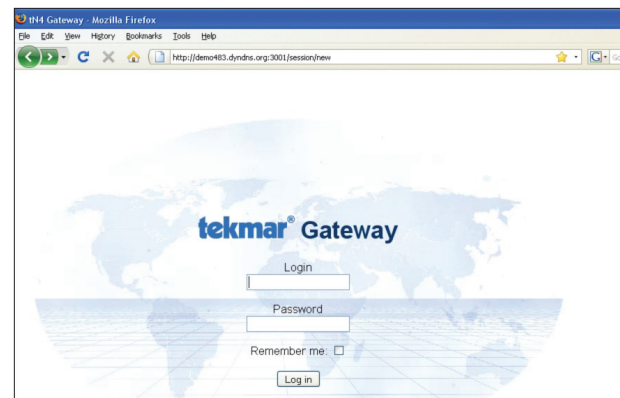 tN4 Gateway - Mozilla Firefox
File Edit View History Bookmarks Tools Help
http://demo483.dyndns.org:3001/session/new
tekmar® Gateway
Login
Password
Remember me:
Log in